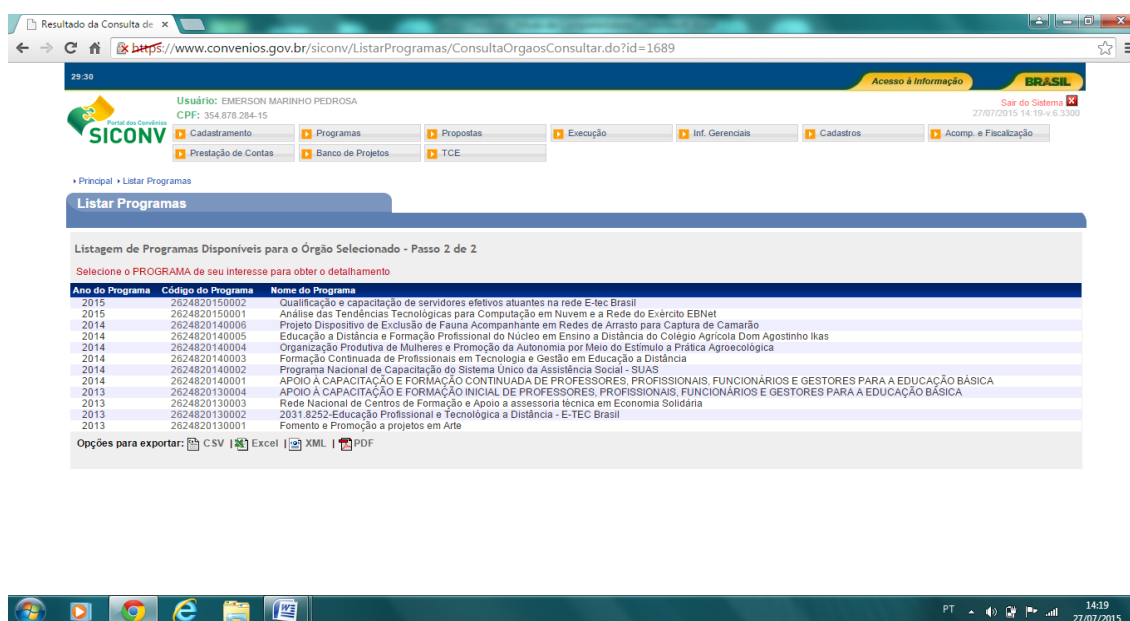 Resultado da Consulta de
https://www.convenios.gov.br/siconv/ListarProgramas/ConsultaOrgaosConsultar.do?id=1689
29:30
Acesso à Informação
BRASIL
Usuário: EMERSON MARINHO PEDROSA
Sair do Sistema
CPF: 354.878.284-15
27/07/2015 14:19-v.6.3300
Portal dos Convênios
SICONV
Cadastramento Programas Propostas Execução Inf. Gerenciais Cadastros Acomp. e Fiscalização
Prestação de Contas Banco de Projetos TCE
Principal Listar Programas
Listar Programas
Listagem de Programas Disponíveis para o Órgão Selecionado - Passo 2 de 2
Selecione o PROGRAMA de seu interesse para obter o detalhamento
Ano do Programa Código do Programa Nome do Programa
2015 2624820150002 Qualificação e capacitação de servidores efetivos atuantes na rede E-tec Brasil
2015 2624820150001 Análise das Tendências Tecnológicas para Computação em Nuvem e a Rede do Exército EBNet
2014 2624820140006 Projeto Dispositivo de Exclusão de Fauna Acompanhante em Redes de Arrasto para Captura de Camarão
2014 2624820140005 Educação a Distância e Formação Profissional do Núcleo em Ensino a Distância do Colégio Agrícola Dom Agostinho Ikas
2014 2624820140004 Organização Produtiva de Mulheres e Promoção da Autonomia por Meio do Estímulo a Prática Agroecológica
2014 2624820140003 Formação Continuada de Profissionais em Tecnologia e Gestão em Educação a Distância
2014 2624820140002 Programa Nacional de Capacitação do Sistema Único da Assistência Social - SUAS
2014 2624820140001 APOIO À CAPACITAÇÃO E FORMAÇÃO CONTINUADA DE PROFESSORES, PROFISSIONAIS, FUNCIONÁRIOS E GESTORES PARA A EDUCAÇÃO BÁSICA
2013 2624820130004 APOIO À CAPACITAÇÃO E FORMAÇÃO INICIAL DE PROFESSORES, PROFISSIONAIS, FUNCIONÁRIOS E GESTORES PARA A EDUCAÇÃO BÁSICA
2013 2624820130003 Rede Nacional de Centros de Formação e Apoio a assessoria técnica em Economia Solidária
2013 2624820130002 2031.8252-Educação Profissional e Tecnológica a Distância - E-TEC Brasil
2013 2624820130001 Fomento e Promoção a projetos em Arte
Opções para exportar: CSV | Excel | XML | PDF
PT
14:19
27/07/2015